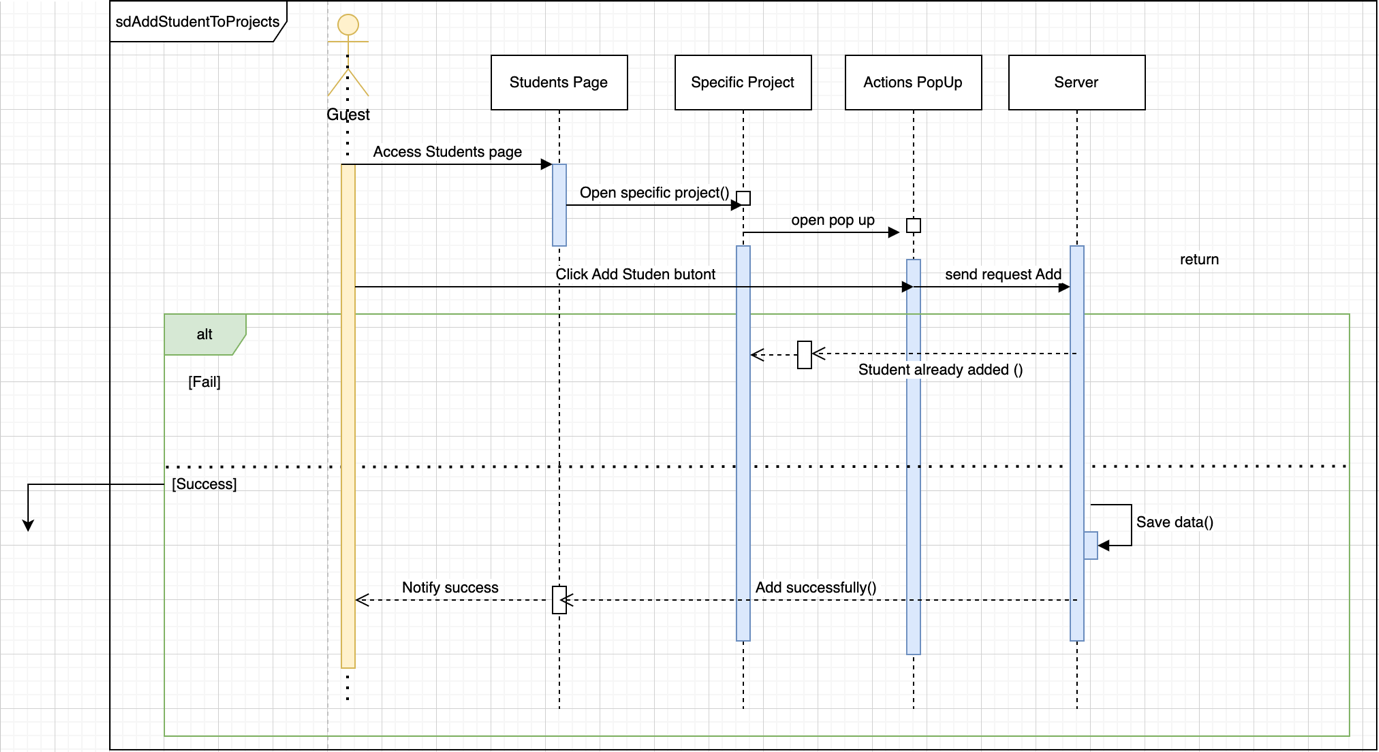 sdAddStudentToProjects
Guest
Students Page
Specific Project
Actions PopUp
Server
Access Students page
Open specific project()
open pop up
return
Click Add Studen butont
send request Add
alt
Student already added ()
[Fail]
[Success]
Save data()
Notify success
Add successfully()